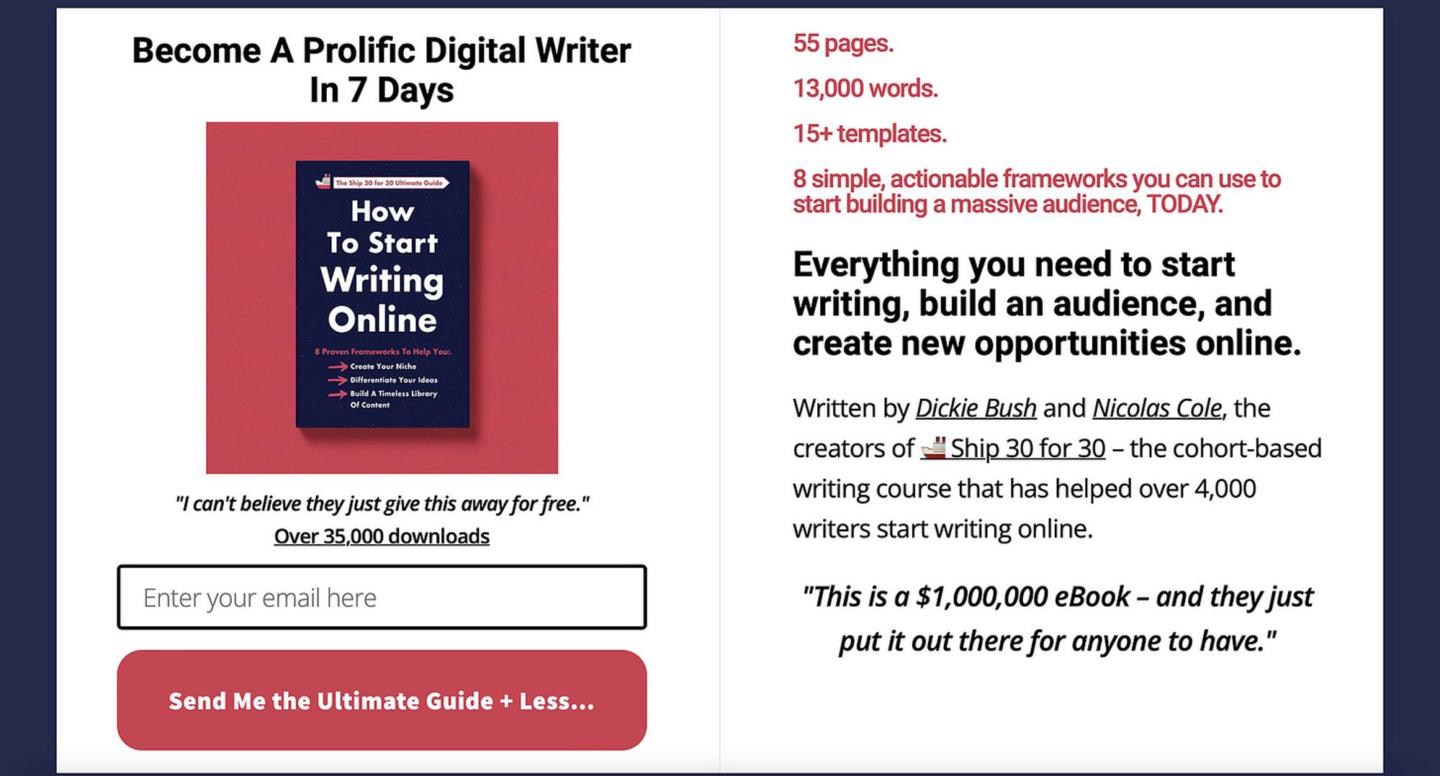 Become A Prolific Digital Writer
In 7 Days
The Ship 30 for 30 Ultimate Guide
How
To Start
Writing
Online
8 Proven Frameworks To Help You:
Create Your Niche
Differentiate Your Ideas
Build A Timeless Library
Of Content
"I can't believe they just give this away for free."
Over 35,000 downloads
Enter your email here
Send Me the Ultimate Guide + Less...
55 pages.
13,000 words.
15+ templates.
8 simple, actionable frameworks you can use to
start building a massive audience, TODAY.
Everything you need to start
writing, build an audience, and
create new opportunities online.
Written by Dickie Bush and Nicolas Cole, the
creators of 🚢 Ship 30 for 30 – the cohort-based
writing course that has helped over 4,000
writers start writing online.
"This is a $1,000,000 eBook – and they just
put it out there for anyone to have."